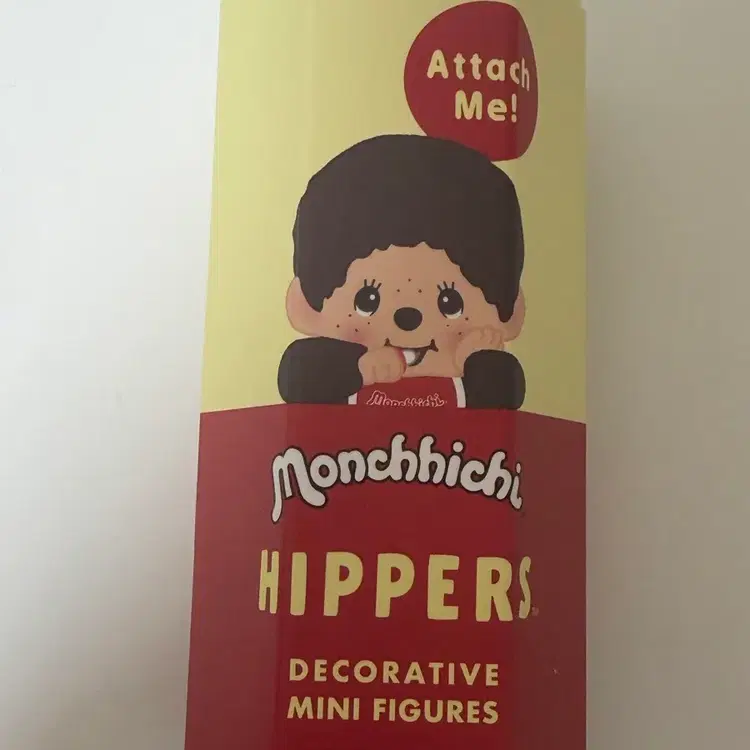 Attach
Me!
Monchhichi
Monchhichi
HIPPERS
DECORATIVE
MINI FIGURES